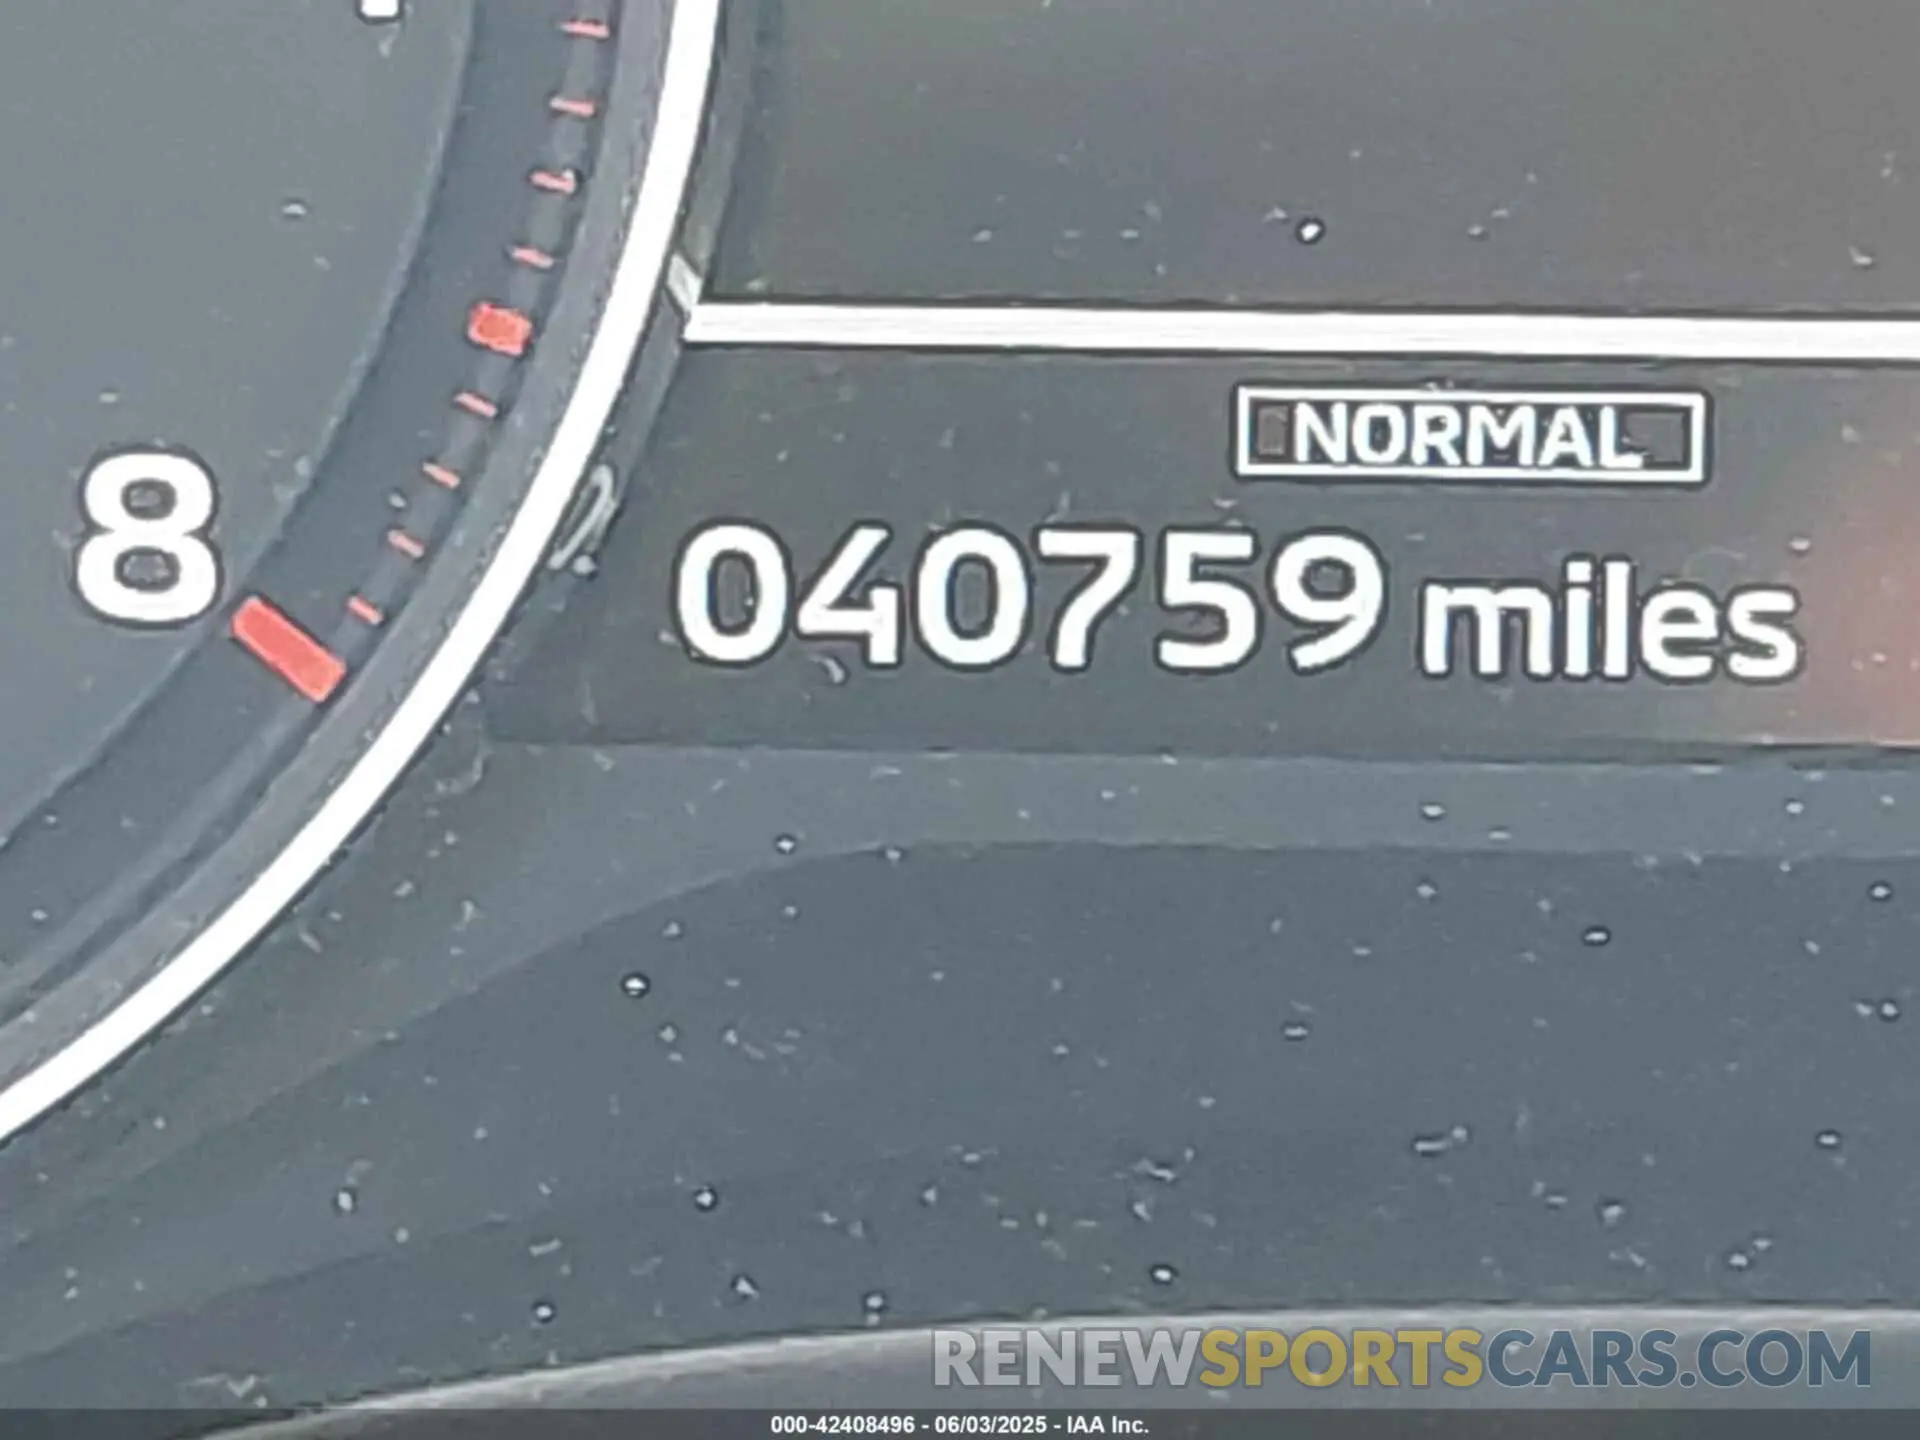 NORMAL
8
040759 miles
RENEWSPORTSCARS.COM
000-42408496 - 06/03/2025 - IAA Inc.